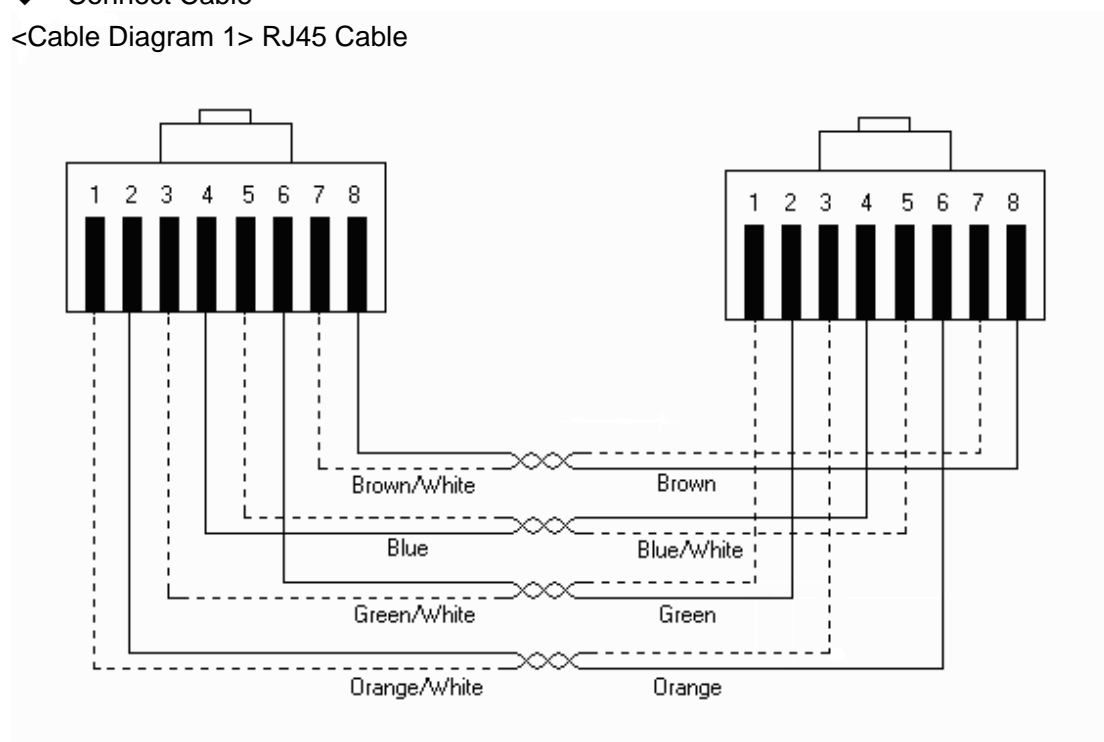 Connect Cable
<Cable Diagram 1> RJ45 Cable
1 2 3 4 5 6 7 8
1 2 3 4 5 6 7 8
Brown/White Brown
Blue Blue/White
Green/White Green
Orange/White Orange